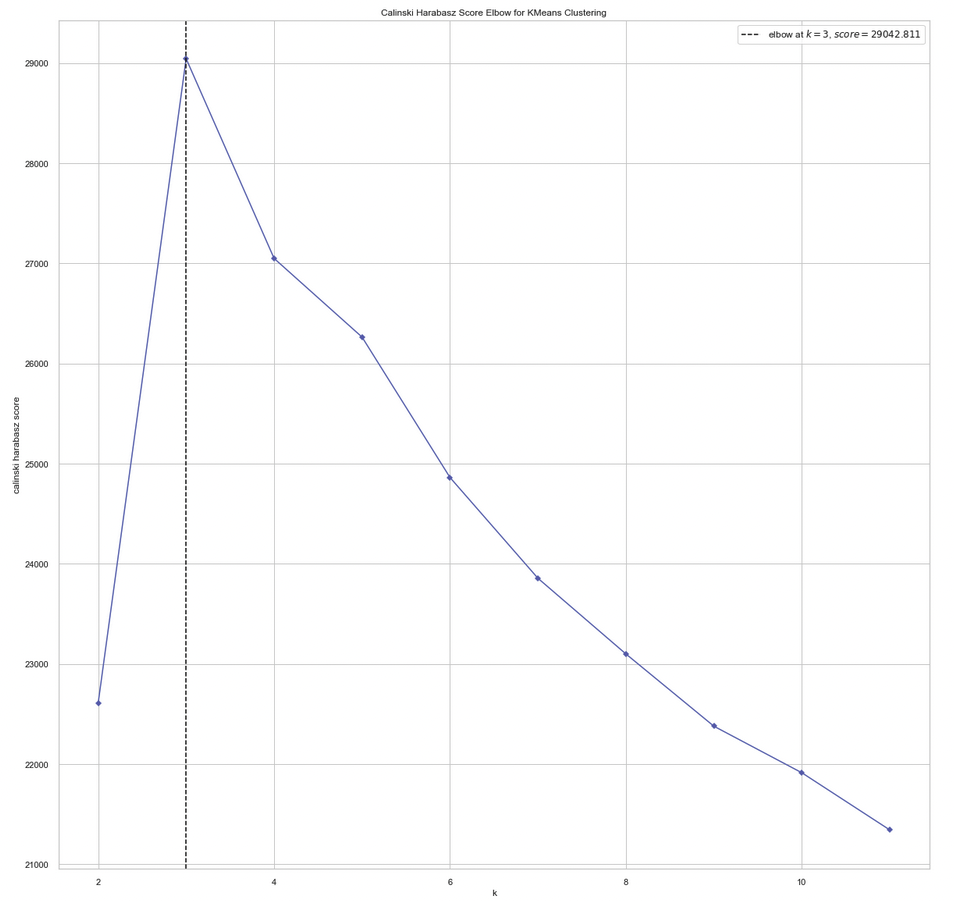 Calinski Harabasz Score Elbow for KMeans Clustering
elbow at k = 3, score = 29042.811
29000
28000
27000
26000
25000
24000
23000
22000
21000
calinski harabasz score
2 4 6 8 10
k